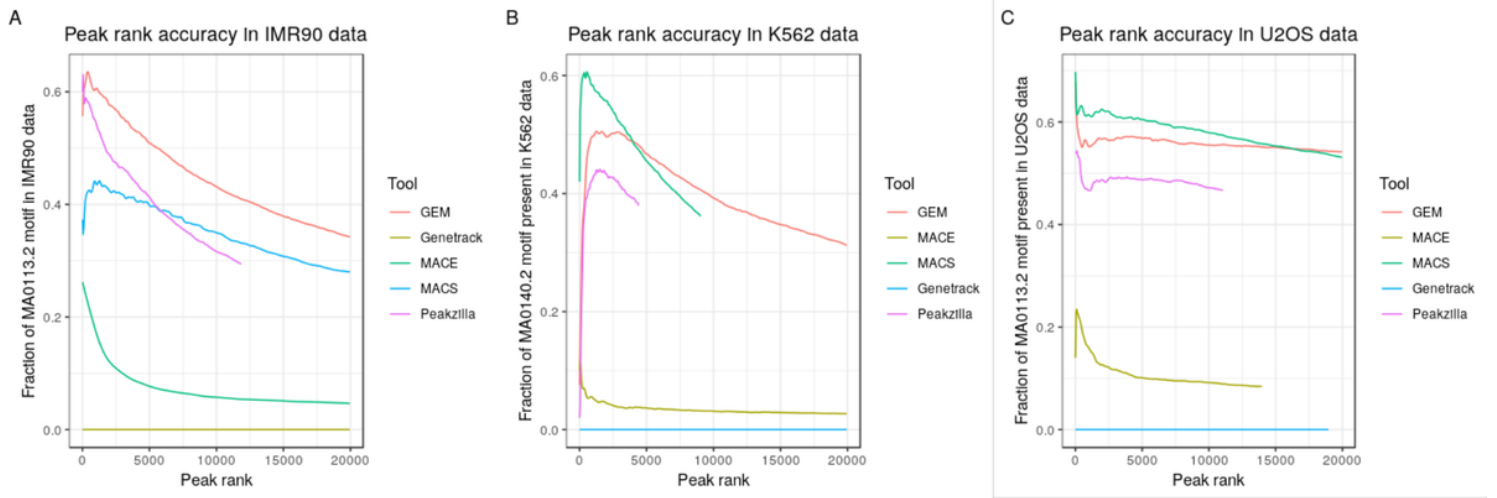 A
Peak rank accuracy in IMR90 data
Fraction of MA0113.2 motif in IMR90 data
0.6
0.4
0.2
0.0
0
5000
10000
15000
20000
Peak rank
Tool
GEM
Genetrack
MACE
MACS
Peakzilla
B
Peak rank accuracy in K562 data
Fraction of MA0140.2 motif present in K562 data
0.6
0.4
0.2
0.0
0
5000
10000
15000
20000
Peak rank
Tool
GEM
MACE
MACS
Genetrack
Peakzilla
C
Peak rank accuracy in U2OS data
Fraction of MA0113.2 motif present in U2OS data
0.6
0.4
0.2
0.0
0
5000
10000
15000
20000
Peak rank
Tool
GEM
MACE
MACS
Genetrack
Peakzilla